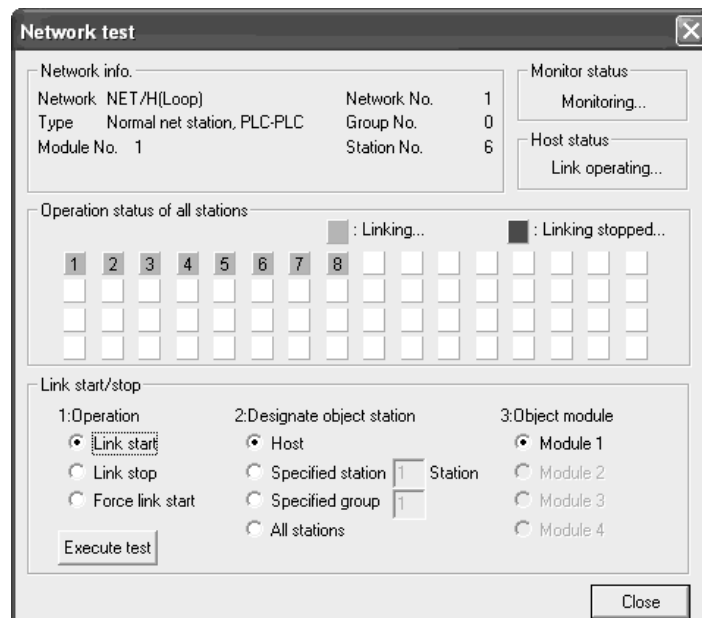 Network test
Network info.
Network NET/H(Loop) Network No. 1
Type Normal net station, PLC-PLC Group No. 0
Module No. 1 Station No. 6
Monitor status
Monitoring...
Host status
Link operating...
Operation status of all stations
: Linking... : Linking stopped...
1 2 3 4 5 6 7 8
Link start/stop
1:Operation 2:Designate object station 3:Object module
Link start Host Module 1
Link stop Specified station 1 Station Module 2
Force link start Specified group 1 Module 3
All stations Module 4
Execute test
Close